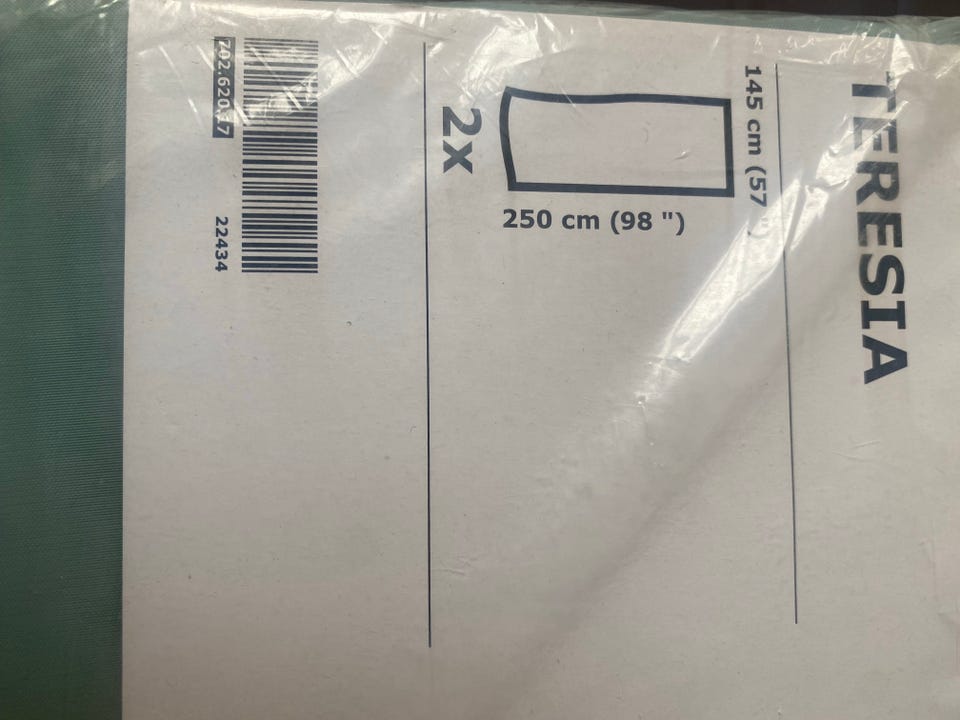 TERESIA
145 cm (57 ")
250 cm (98 ")
2x
22434